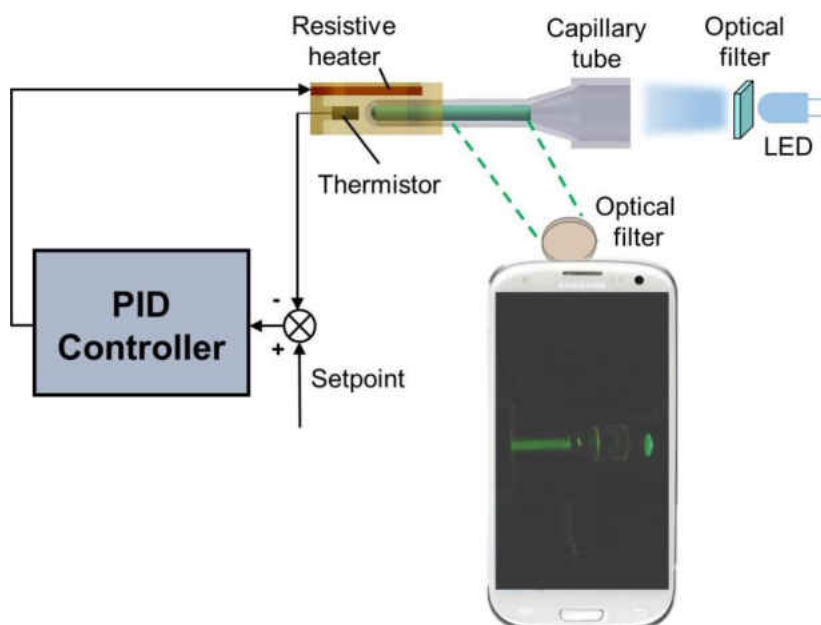 Resistive
heater
Capillary
tube
Optical
filter
LED
Thermistor
Optical
filter
PID
Controller
-
+
Setpoint
SAMSUNG